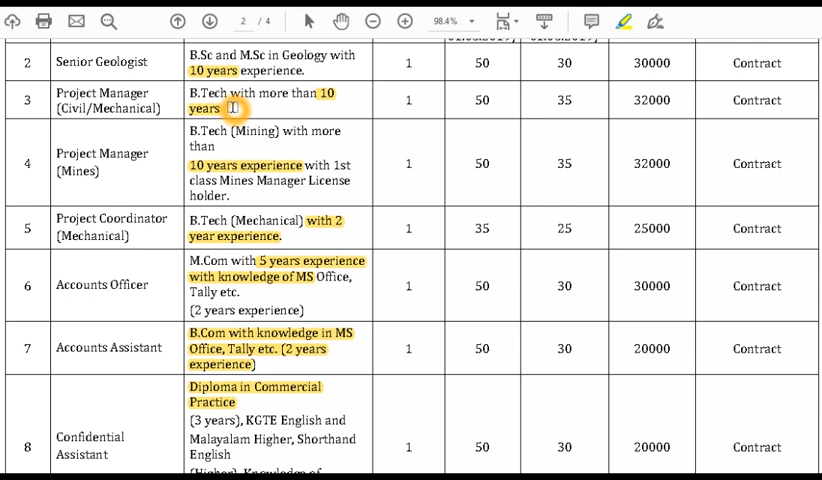 2 / 4
98.4%
2 Senior Geologist B.Sc and M.Sc in Geology with 1 50 30 30000 Contract
10 years experience.
3 Project Manager B.Tech with more than 10 1 50 35 32000 Contract
(Civil/Mechanical) years
4 Project Manager B.Tech (Mining) with more 1 50 35 32000 Contract
(Mines) than
10 years experience with 1st
class Mines Manager License
holder.
5 Project Coordinator B.Tech (Mechanical) with 2 1 35 25 25000 Contract
(Mechanical) year experience.
6 Accounts Officer M.Com with 5 years experience 1 50 30 30000 Contract
with knowledge of MS Office,
Tally etc.
(2 years experience)
7 Accounts Assistant B.Com with knowledge in MS 1 50 30 20000 Contract
Office, Tally etc. (2 years
experience)
8 Confidential Diploma in Commercial 1 50 30 20000 Contract
Assistant Practice
(3 years), KGTE English and
Malayalam Higher, Shorthand
English